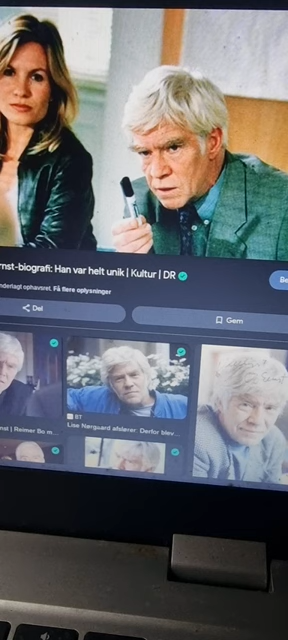 rnst-biografi: Han var helt unik | Kultur | DR
nderlagt ophavsret. Få flere oplysninger
Be
Del
Gem
BT
nst | Reimer Bo m...
Lise Nørgaard afslører: Derfor blev...